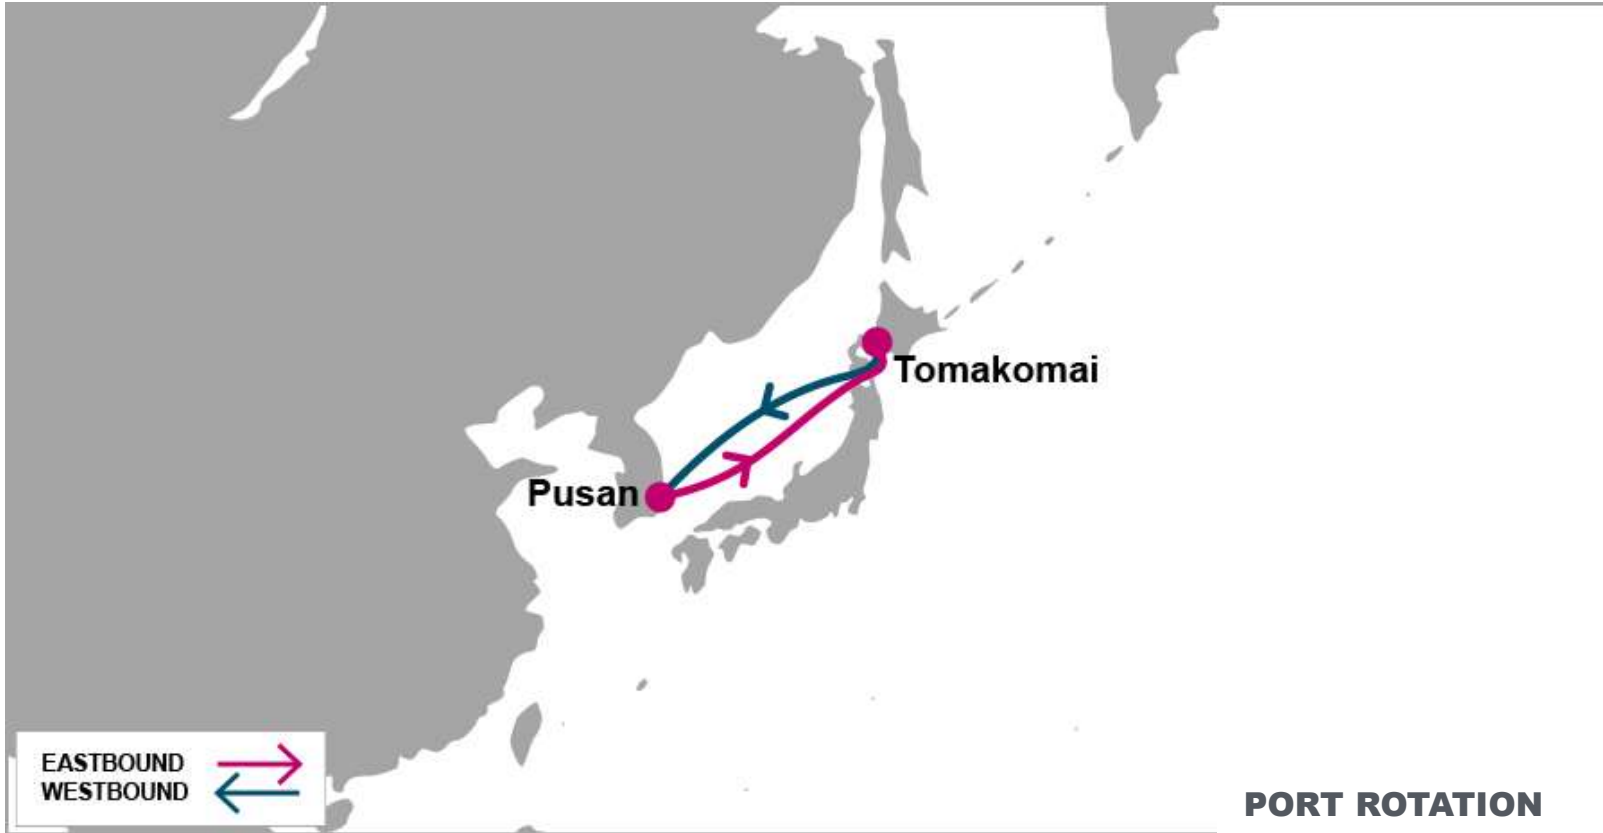 Tomakomai
Pusan
EASTBOUND
WESTBOUND
PORT ROTATION